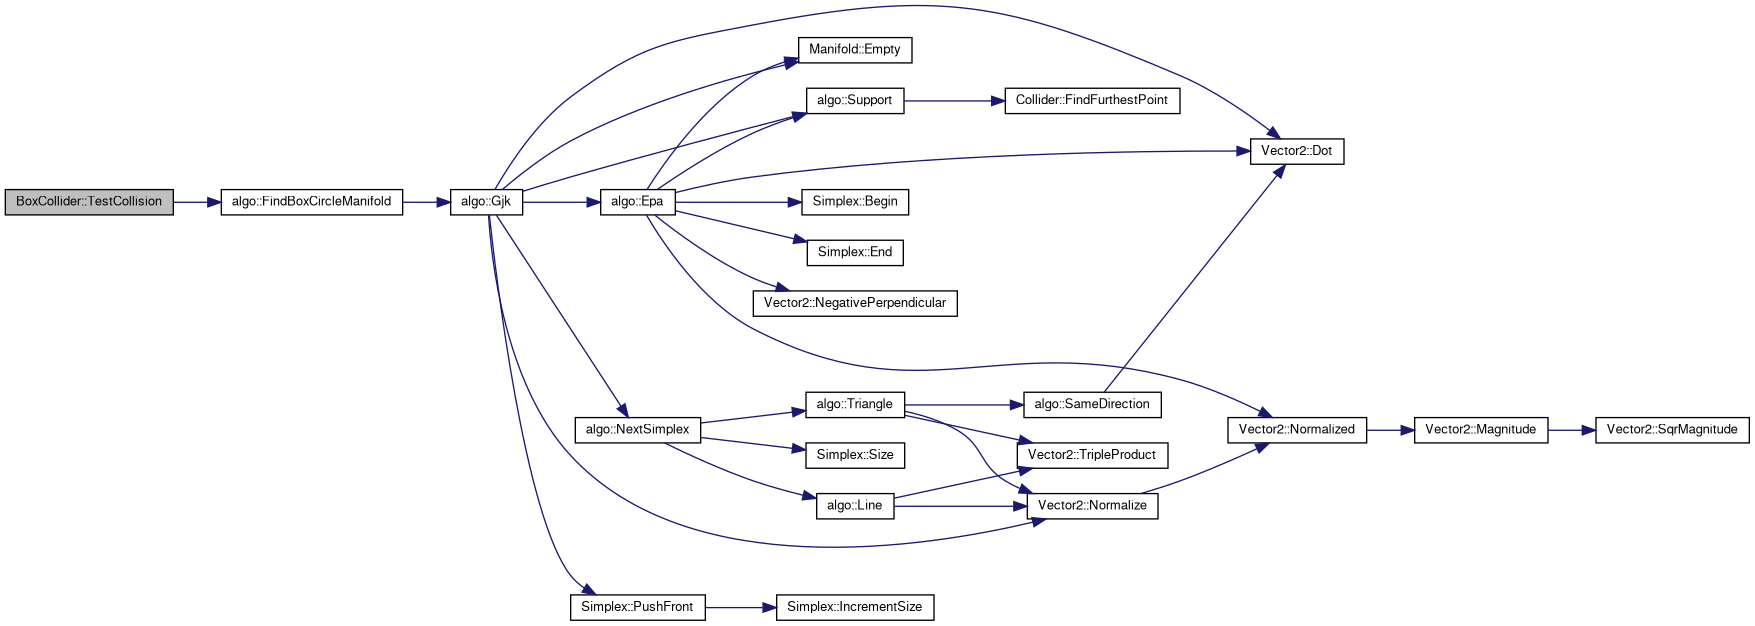 Manifold::Empty
algo::Support
Collider::FindFurthestPoint
Vector2::Dot
BoxCollider::TestCollision
algo::FindBoxCircleManifold
algo::Gjk
algo::Epa
Simplex::Begin
Simplex::End
Vector2::NegativePerpendicular
algo::Triangle
algo::SameDirection
algo::NextSimplex
Vector2::Normalized
Vector2::Magnitude
Vector2::SqrMagnitude
Simplex::Size
Vector2::TripleProduct
algo::Line
Vector2::Normalize
Simplex::PushFront
Simplex::IncrementSize